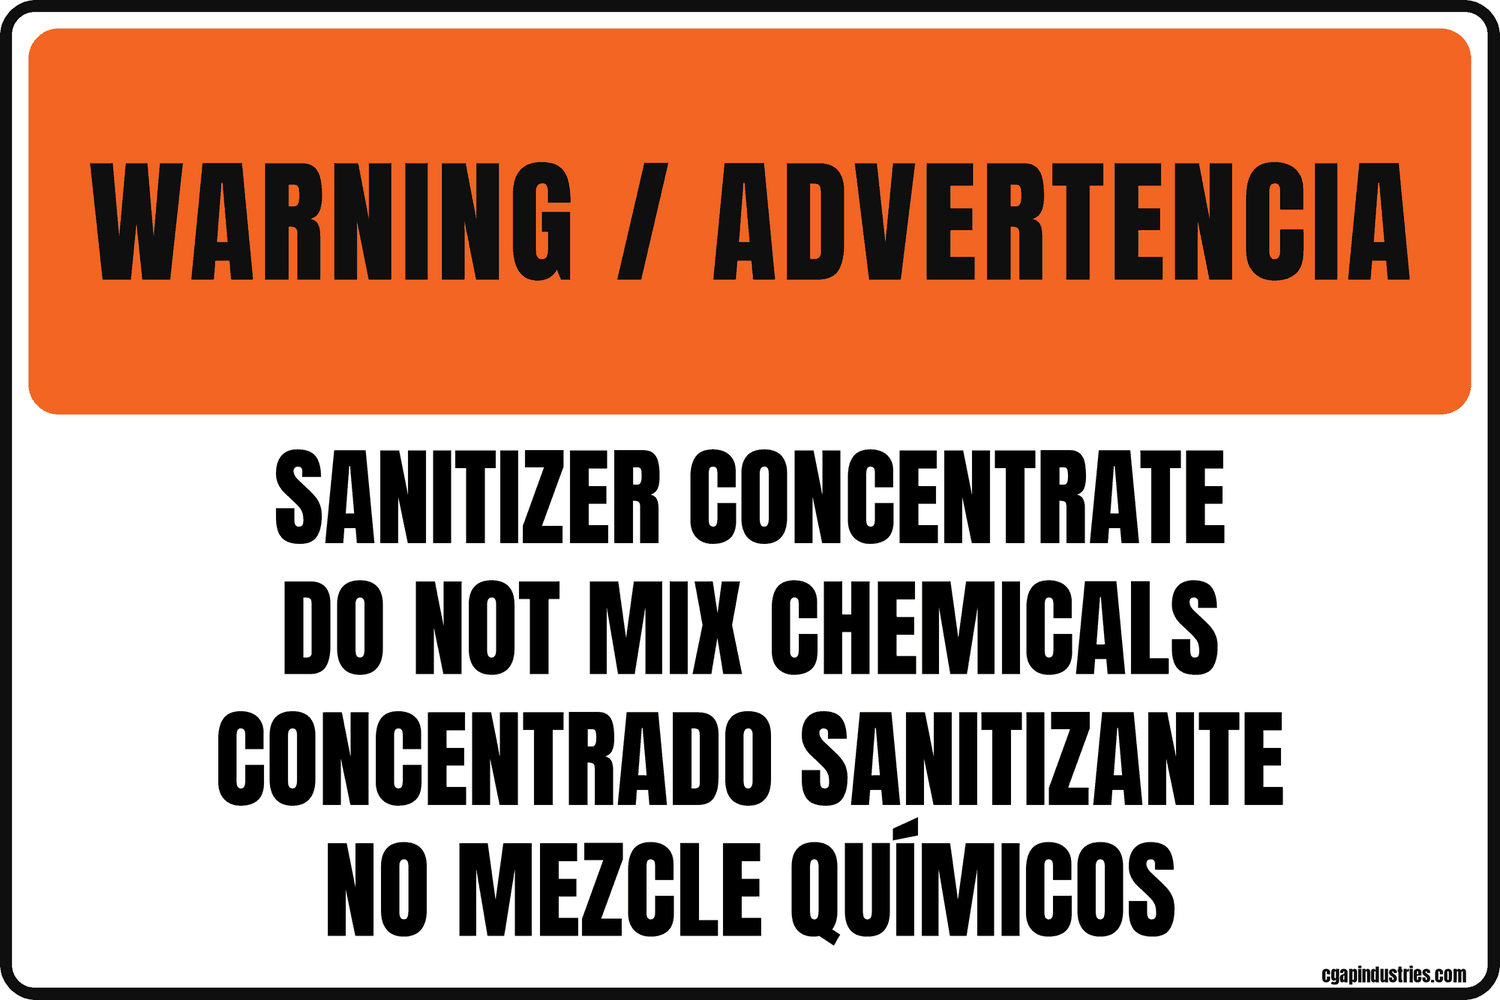 WARNING / ADVERTENCIA
SANITIZER CONCENTRATE
DO NOT MIX CHEMICALS
CONCENTRADO SANITIZANTE
NO MEZCLE QUÍMICOS
cgapindustries.com